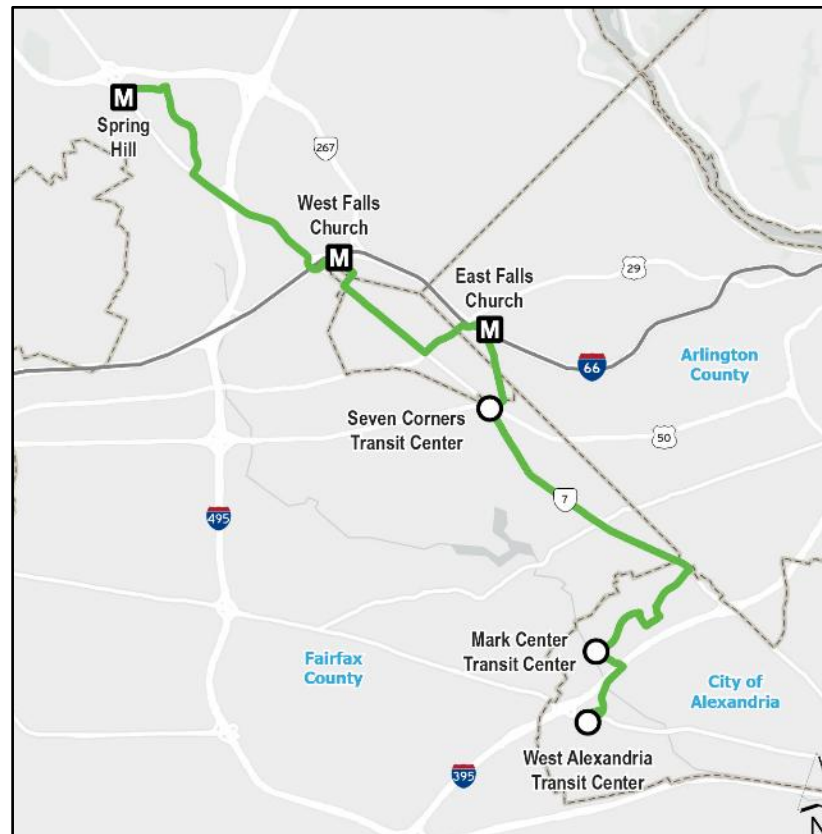 M
Spring
Hill
267
West Falls
Church
M
East Falls
Church
29
M
66
Arlington
County
Seven Corners
Transit Center
50
7
495
Mark Center
Transit Center
Fairfax
County
City of
Alexandria
West Alexandria
Transit Center
395
N